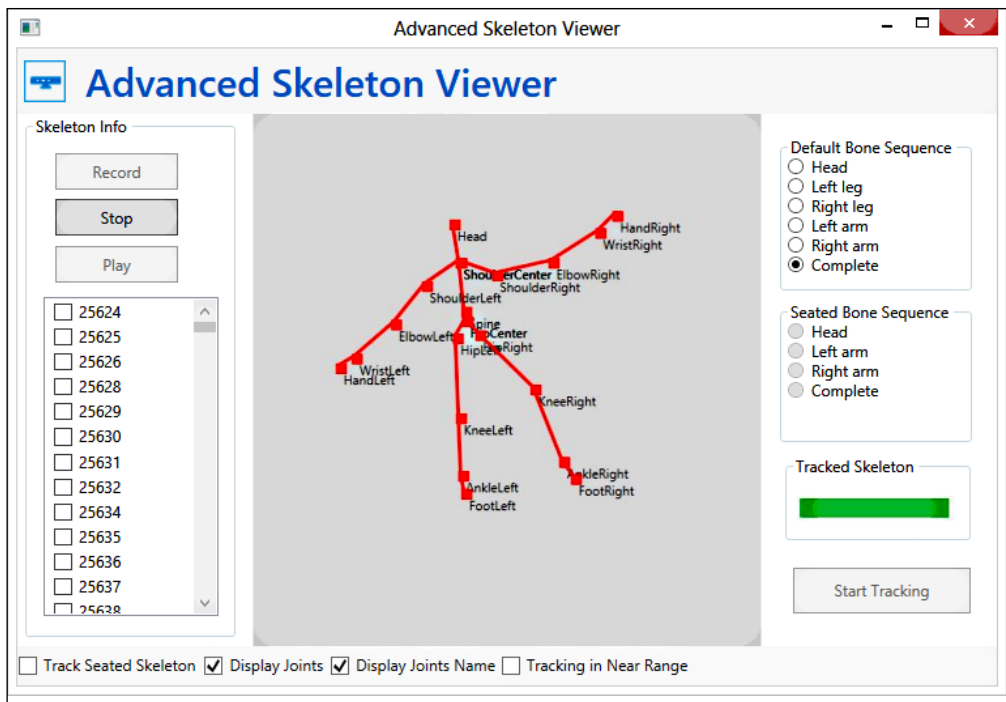 Advanced Skeleton Viewer
Advanced Skeleton Viewer
Skeleton Info
Record
Stop
Play
25624
25625
25626
25628
25629
25630
25631
25632
25634
25635
25636
25637
25638
Head
HandRight
WristRight
ShoulderCenter
ElbowRight
ShoulderRight
ShoulderLeft
Spine
ElbowLeft
HipCenter
HipLeft
HipRight
WristLeft
HandLeft
KneeRight
KneeLeft
AnkleRight
AnkleLeft
FootRight
FootLeft
Default Bone Sequence
Head
Left leg
Right leg
Left arm
Right arm
Complete
Seated Bone Sequence
Head
Left arm
Right arm
Complete
Tracked Skeleton
Start Tracking
Track Seated Skeleton
Display Joints
Display Joints Name
Tracking in Near Range